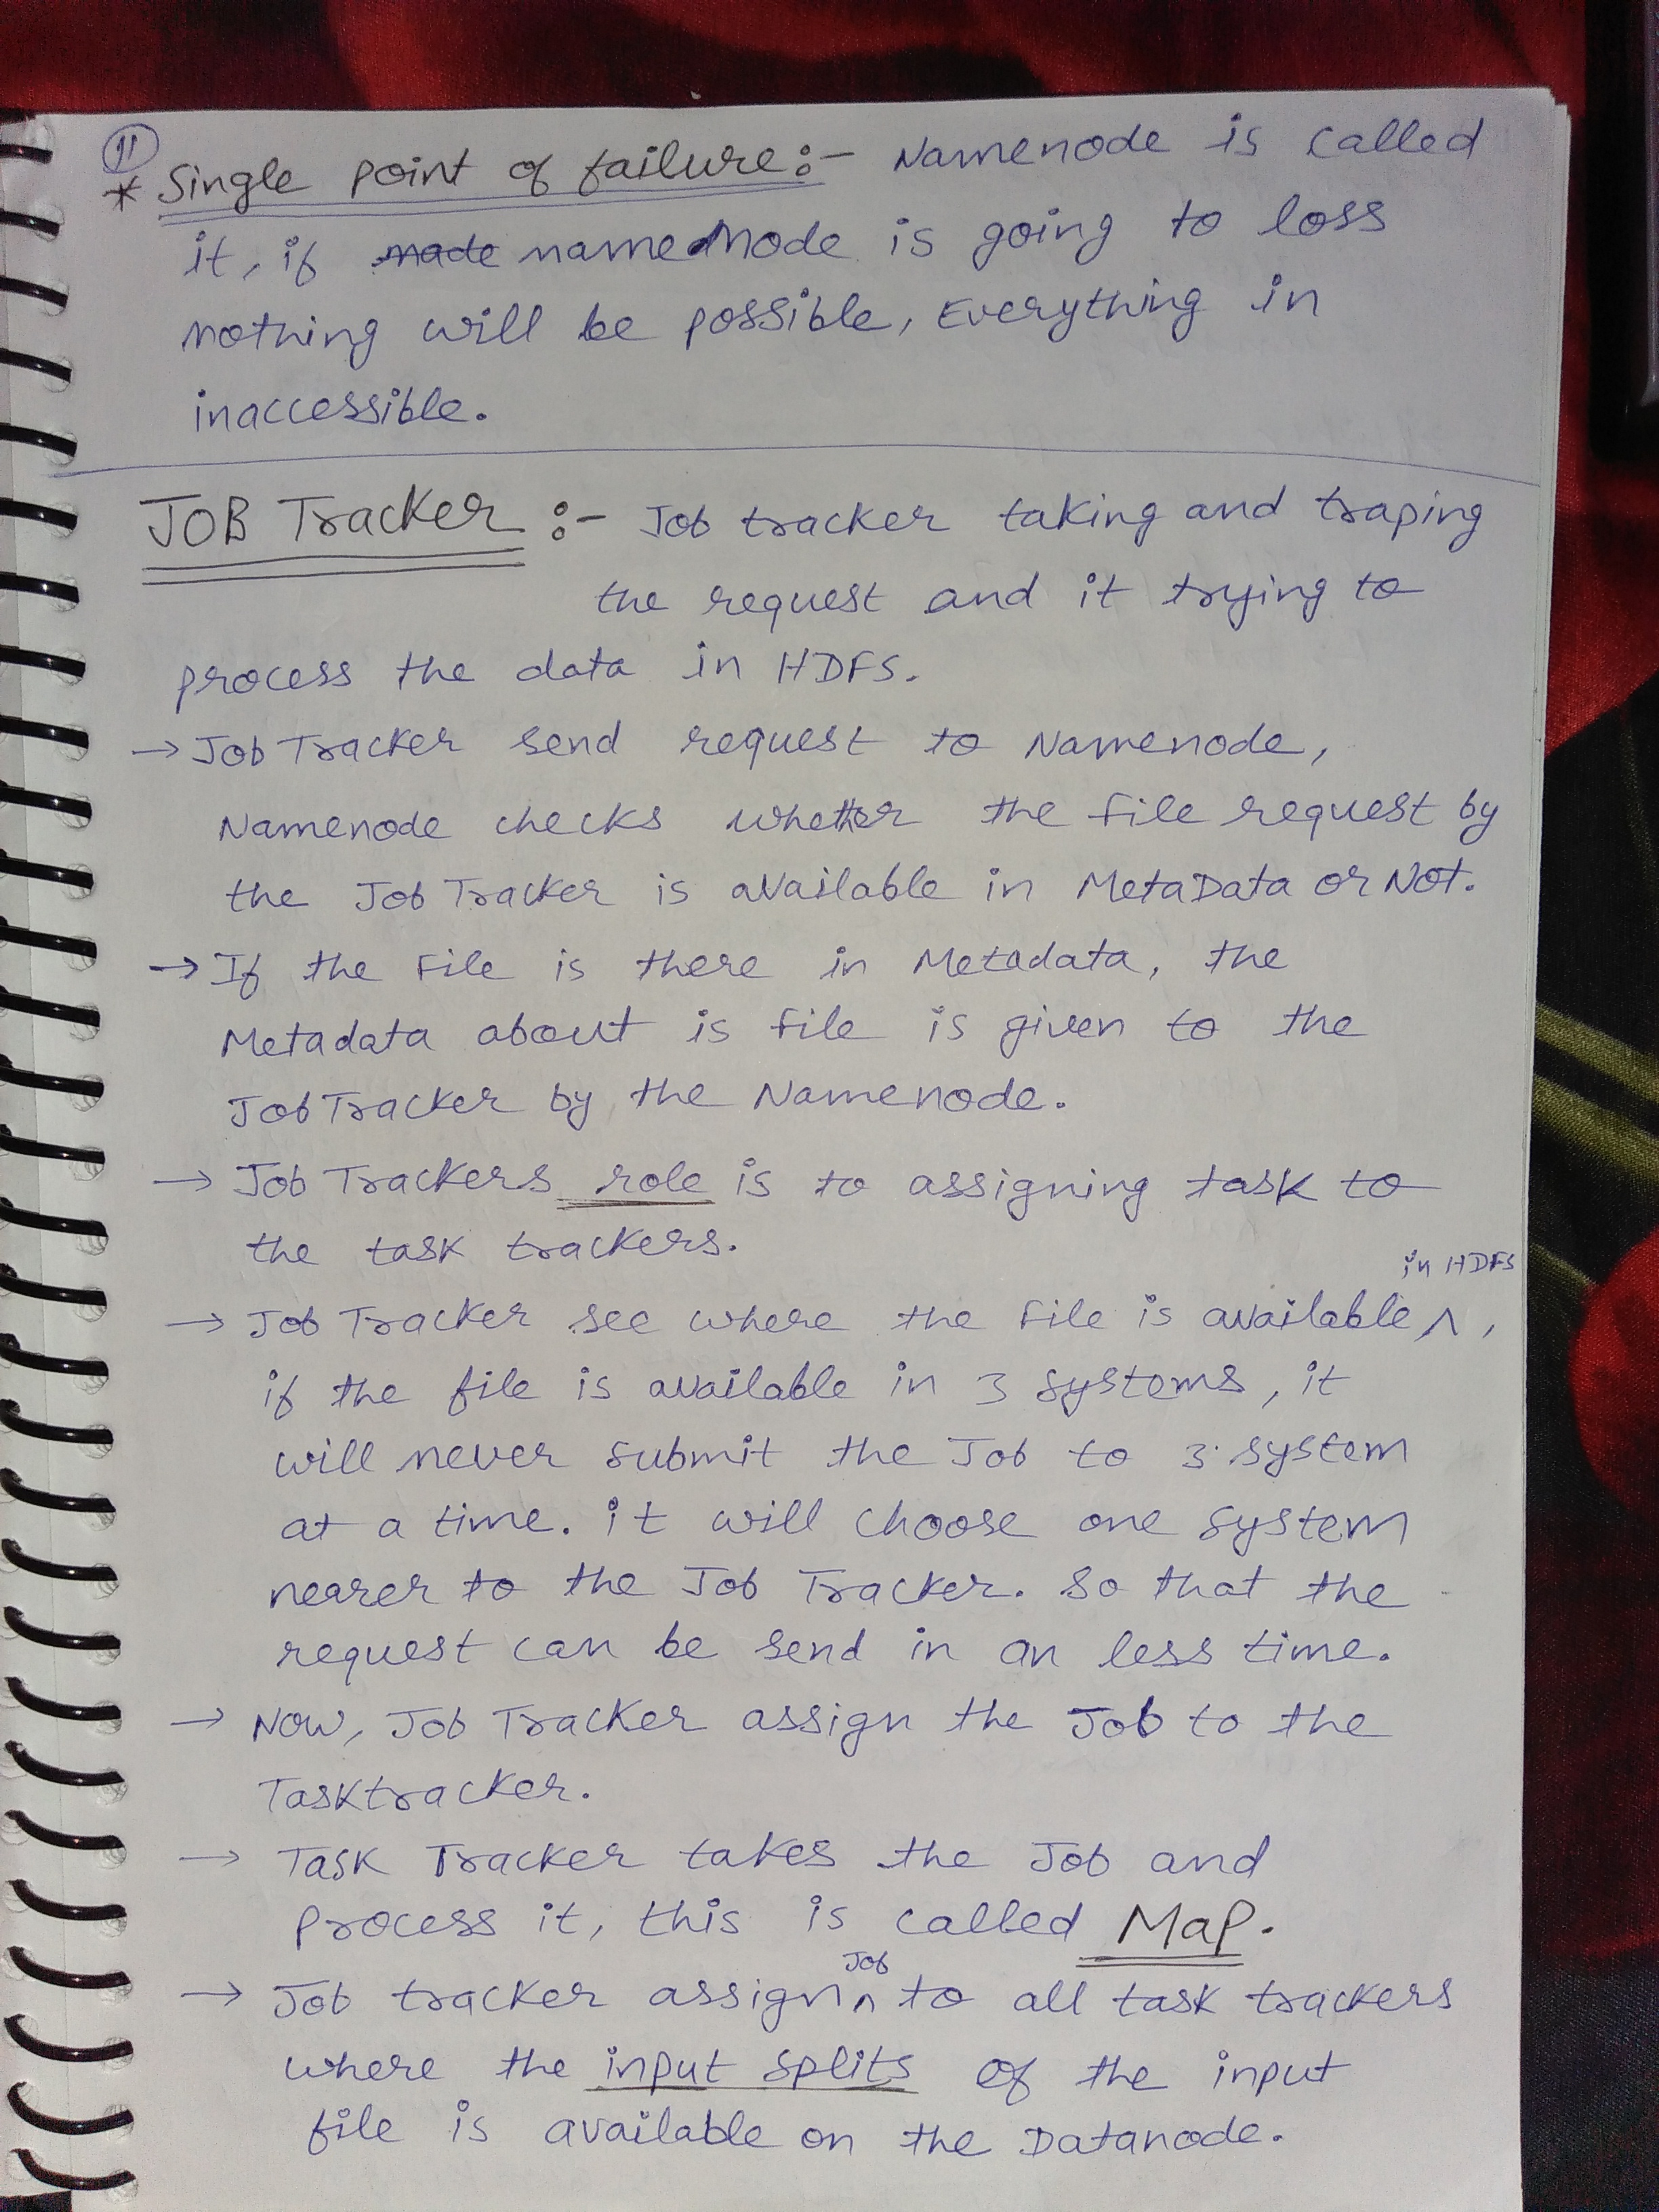 11
* Single point of failure:- Namenode is called
it, if made namenode is going to loss
nothing will be possible, Everything in
inaccessible.
JOB Tracker :- Job tracker taking and traping
the request and it trying to
process the data in HDFS.
→ Job Tracker send request to Namenode,
Namenode checks whether the file request by
the Job Tracker is available in MetaData or Not.
→ If the File is there in Metadata, the
Metadata about is file is given to the
JobTracker by the Namenode.
→ Job Trackers role is to assigning task to
the task trackers.
in HDFS
→ Job Tracker see where the file is available ^ ,
if the file is available in 3 systems, it
will never submit the Job to 3 system
at a time. it will choose one system
nearer to the Job Tracker. So that the
request can be send in an less time.
→ Now, Job Tracker assign the Job to the
Tasktracker.
→ Task Tracker takes the Job and
Process it, this is called Map.
Job
→ Job tracker assign ^ to all task trackers
where the input splits of the input
file is available on the Datanode.